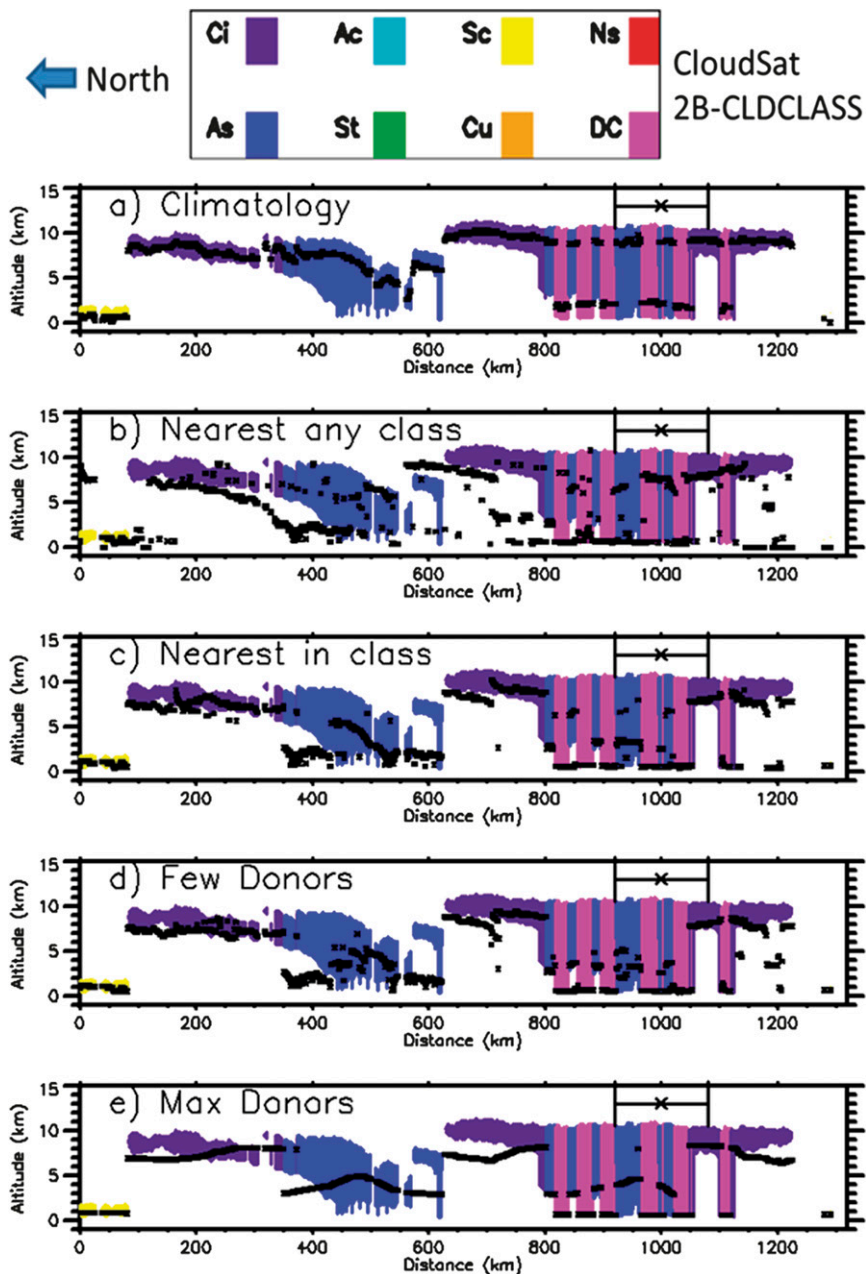 Ci Ac Sc Ns
North
CloudSat
2B-CLDCLASS
As St Cu DC
a) Climatology
Altitude (km)
15
10
5
0
0 200 400 600 800 1000 1200
Distance (km)
b) Nearest any class
Altitude (km)
15
10
5
0
0 200 400 600 800 1000 1200
Distance (km)
c) Nearest in class
Altitude (km)
15
10
5
0
0 200 400 600 800 1000 1200
Distance (km)
d) Few Donors
Altitude (km)
15
10
5
0
0 200 400 600 800 1000 1200
Distance (km)
e) Max Donors
Altitude (km)
15
10
5
0
0 200 400 600 800 1000 1200
Distance (km)